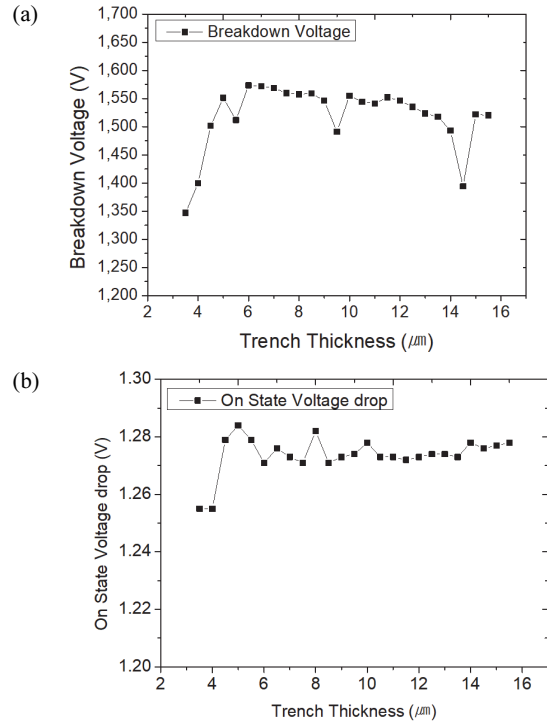 (a)
1,700
1,650
1,600
1,550
1,500
1,450
1,400
1,350
1,300
1,250
1,200
Breakdown Voltage (V)
Breakdown Voltage
2 4 6 8 10 12 14 16
Trench Thickness (㎛)
(b)
1.30
1.28
1.26
1.24
1.22
1.20
On State Voltage drop (V)
On State Voltage drop
2 4 6 8 10 12 14 16
Trench Thickness (㎛)